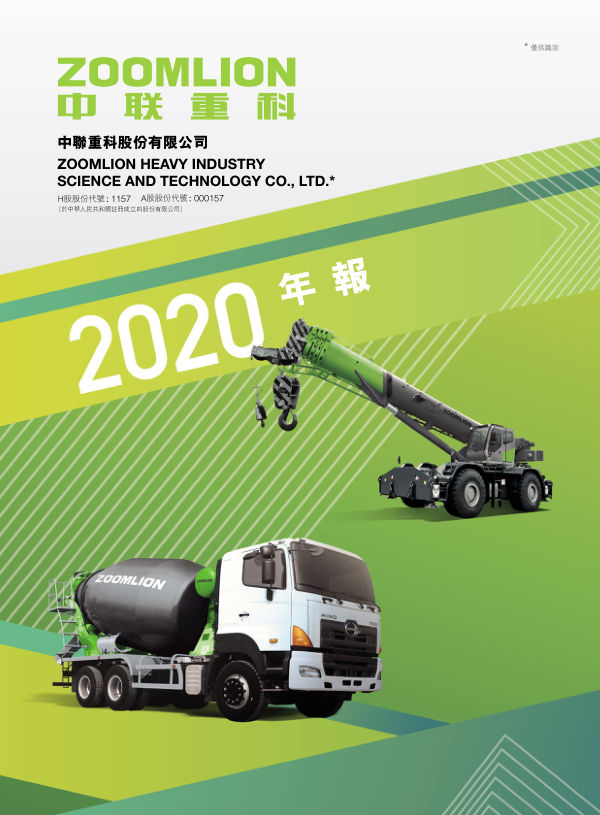 * 僅供識別
ZOOMLION
中联重科
中聯重科股份有限公司
ZOOMLION HEAVY INDUSTRY
SCIENCE AND TECHNOLOGY CO., LTD.*
H股股份代號：1157 A股股份代號：000157
（於中華人民共和國註冊成立的股份有限公司）
2020 年報
ZOOMLION
ZOOMLION
ZOOMLION
HINO